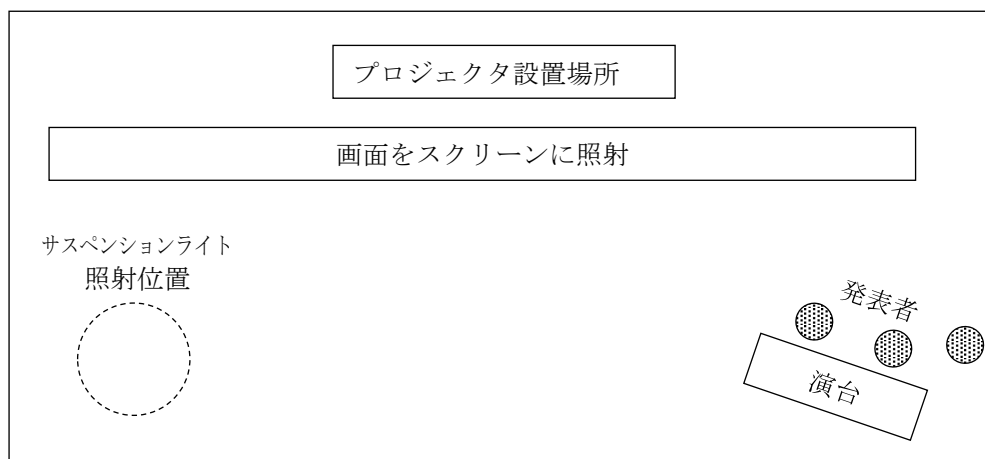 プロジェクタ設置場所
画面をスクリーンに照射
サスペンションライト
照射位置
発表者
演台